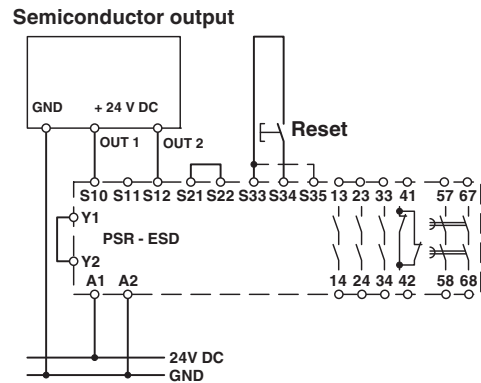 Semiconductor output
GND + 24 V DC
OUT 1 OUT 2
Reset
S10 S11 S12 S21 S22 S33 S34 S35 13 23 33 41 57 67
Y1
PSR - ESD
Y2
A1 A2 14 24 34 42 58 68
24V DC
GND